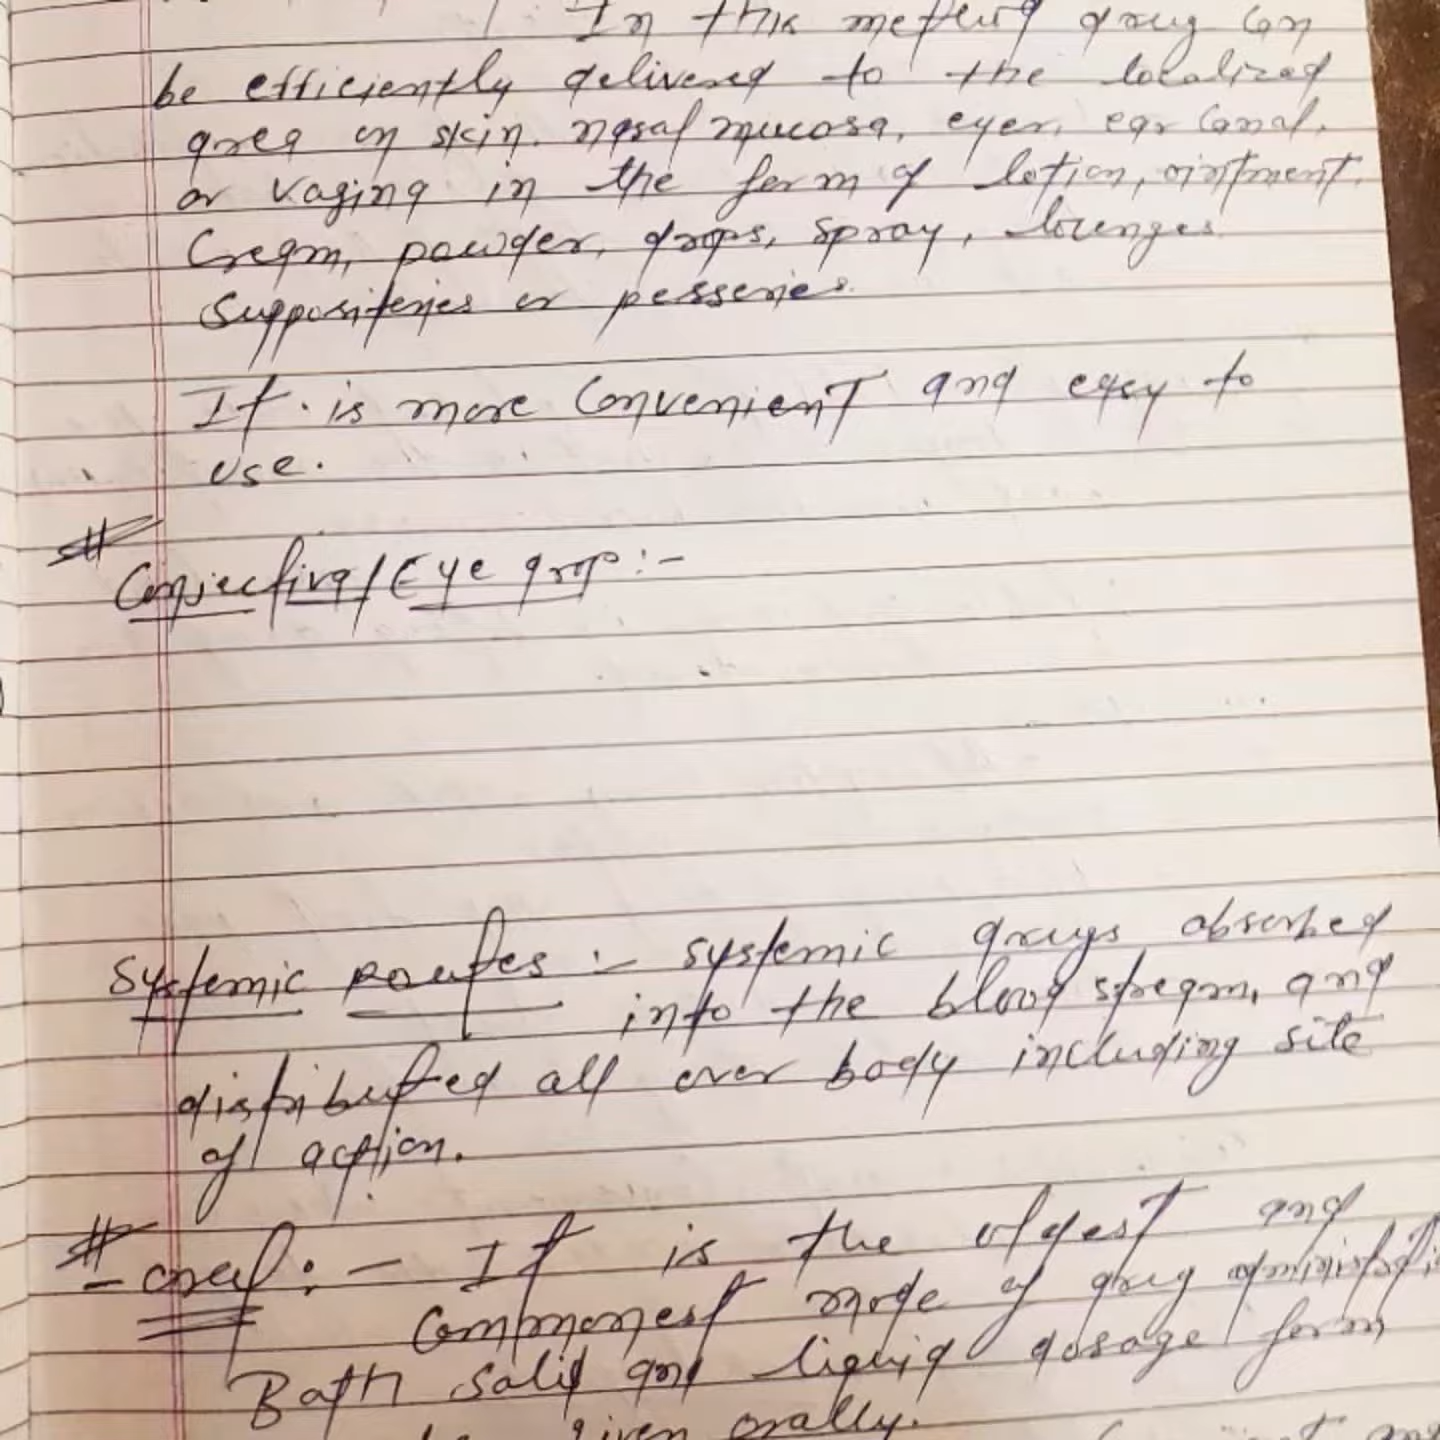 In this method drug can
be efficiently delivered to the localized
area on skin, nasal mucosa, eyes, ear canal,
or vagina in the form of lotion, ointment,
Cream, powder, drops, spray, lozenges
Suppositories or pesseries.
It is more Convenient and easy to
use.
# Conjectiva/Eye drop:-
Systemic routes :- systemic drugs absorbed
into the blood stream, and
distributed all over body including site
of action.
# - oral :- It is the oldest and
Commonest mode of drug
Both solid and liquid dosage form
be given orally.